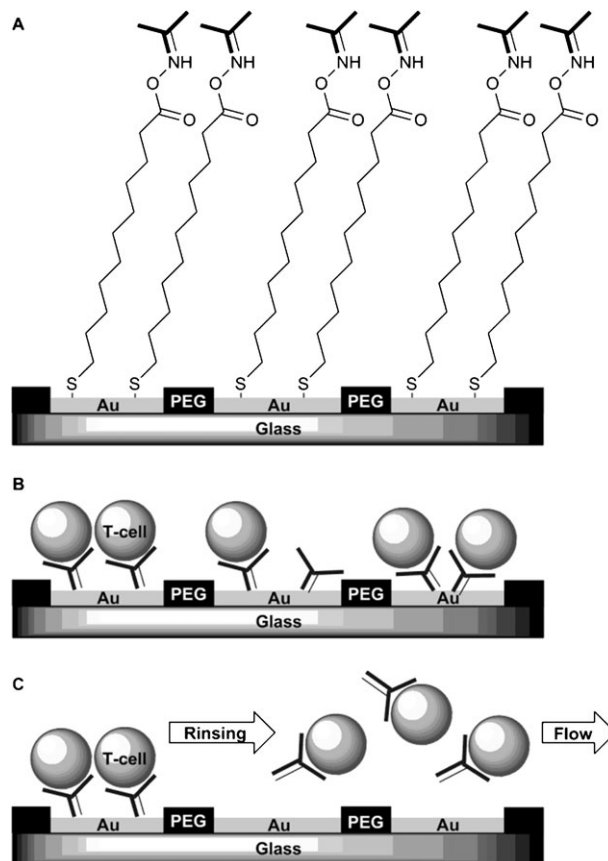 A
NH NH NH NH NH NH
O O O O O O
O O O O O O
S S S S S S
Au PEG Au PEG Au
Glass
B
T-cell
Au PEG Au PEG Au
Glass
C
T-cell Rinsing Flow
Au PEG Au PEG Au
Glass